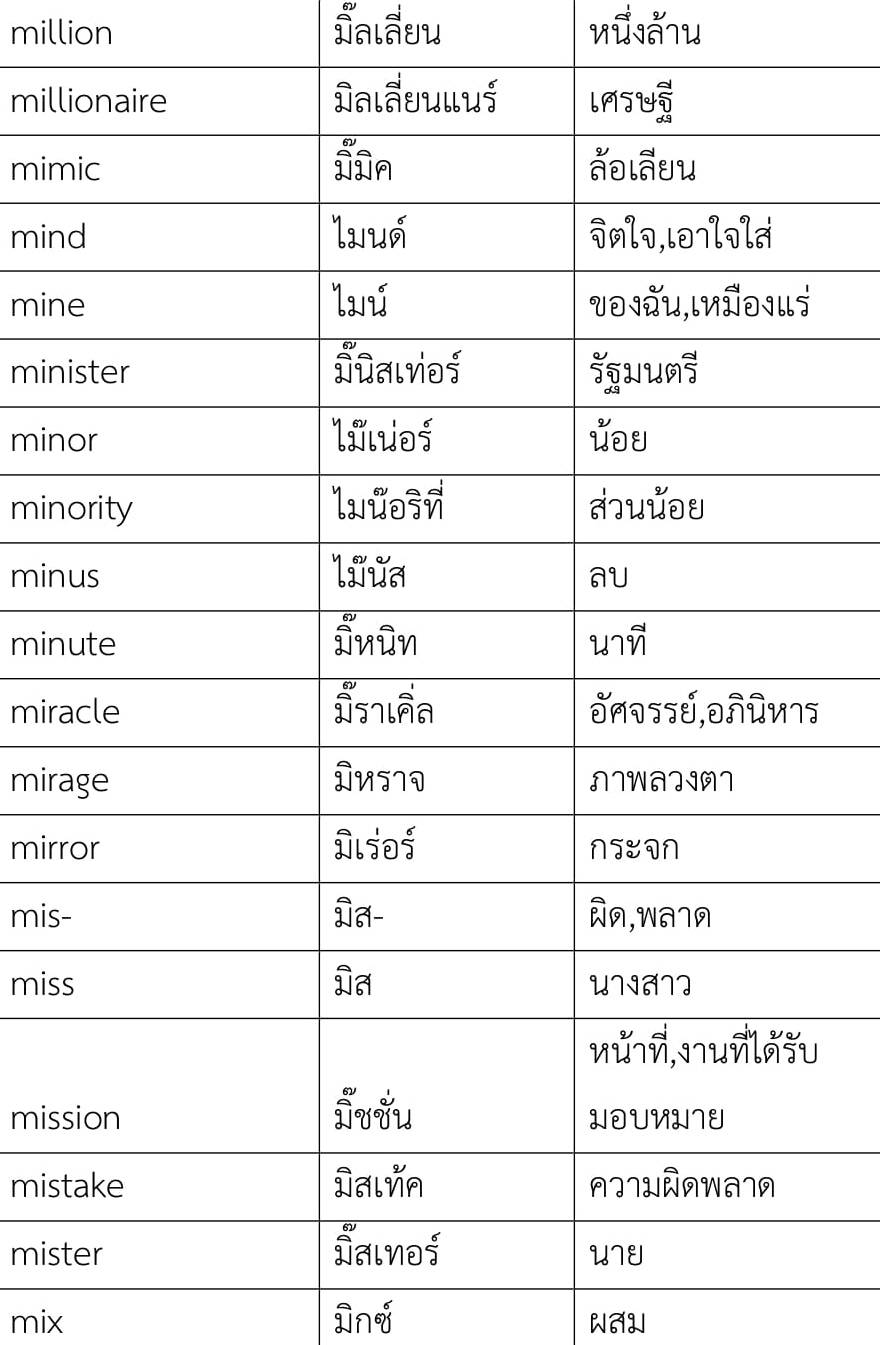 million มิ๊ลเลี่ยน หนึ่งล้าน
millionaire มิลเลี่ยนแนร์ เศรษฐี
mimic มิ๊มิค ล้อเลียน
mind ไมนด์ จิตใจ,เอาใจใส่
mine ไมน์ ของฉัน,เหมืองแร่
minister มิ๊นิสเท่อร์ รัฐมนตรี
minor ไม๊เน่อร์ น้อย
minority ไมน๊อริที่ ส่วนน้อย
minus ไม๊นัส ลบ
minute มิ๊หนิท นาที
miracle มิ๊ราเคิ่ล อัศจรรย์,อภินิหาร
mirage มิหราจ ภาพลวงตา
mirror มิเร่อร์ กระจก
mis- มิส- ผิด,พลาด
miss มิส นางสาว
หน้าที่,งานที่ได้รับ
mission มิ๊ชชั่น มอบหมาย
mistake มิสเท้ค ความผิดพลาด
mister มิ๊สเทอร์ นาย
mix มิกซ์ ผสม